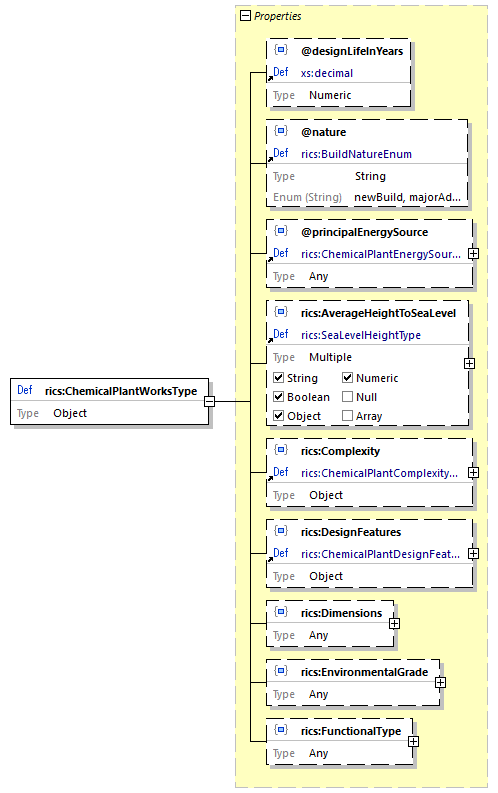 Properties
{} @designLifeInYears
Def xs:decimal
Type Numeric
{} @nature
Def rics:BuildNatureEnum
Type String
Enum (String) newBuild, majorAd...
{} @principalEnergySource
Def rics:ChemicalPlantEnergySour...
Type Any
{} rics:AverageHeightToSeaLevel
Def rics:SeaLevelHeightType
Type Multiple
String Numeric
Boolean Null
Object Array
Def rics:ChemicalPlantWorksType
Type Object
{} rics:Complexity
Def rics:ChemicalPlantComplexity...
Type Object
{} rics:DesignFeatures
Def rics:ChemicalPlantDesignFeat...
Type Object
{} rics:Dimensions
Type Any
{} rics:EnvironmentalGrade
Type Any
{} rics:FunctionalType
Type Any